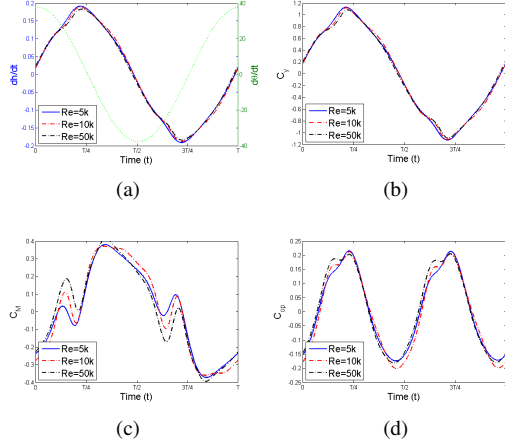 0.2
0.15
0.1
0.05
0
-0.05
-0.1
-0.15
-0.2
dh/dt
40
20
0
-20
-40
dΘ/dt
Re=5k
Re=10k
Re=50k
0 T/4 T/2 3T/4 T
Time (t)
(a)
1.2
1
0.8
0.6
0.4
0.2
0
-0.2
-0.4
-0.6
-0.8
-1
-1.2
C_y
Re=5k
Re=10k
Re=50k
0 T/4 T/2 3T/4 T
Time (t)
(b)
0.4
0.3
0.2
0.1
0
-0.1
-0.2
-0.3
-0.4
C_M
Re=5k
Re=10k
Re=50k
0 T/4 T/2 3T/4 T
Time (t)
(c)
0.25
0.2
0.15
0.1
0.05
0
-0.05
-0.1
-0.15
-0.2
-0.25
C_op
Re=5k
Re=10k
Re=50k
0 T/4 T/2 3T/4 T
Time (t)
(d)